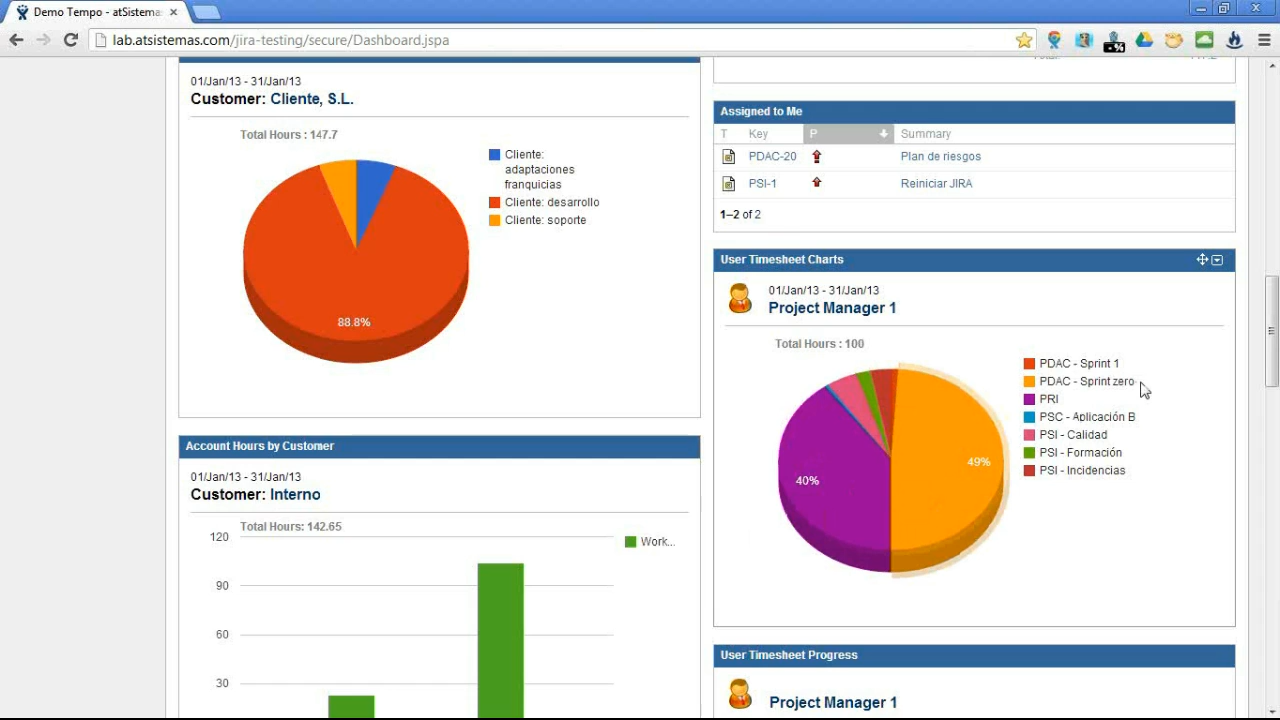 Demo Tempo - atSistema
lab.atsistemas.com/jira-testing/secure/Dashboard.jspa
01/Jan/13 - 31/Jan/13
Customer: Cliente, S.L.
Total Hours : 147.7
Cliente:
adaptaciones
franquicias
Cliente: desarrollo
Cliente: soporte
88.8%
Account Hours by Customer
01/Jan/13 - 31/Jan/13
Customer: Interno
Total Hours: 142.65
120
90
60
30
Work...
Assigned to Me
T Key P Summary
PDAC-20 Plan de riesgos
PSI-1 Reiniciar JIRA
1–2 of 2
User Timesheet Charts
01/Jan/13 - 31/Jan/13
Project Manager 1
Total Hours : 100
PDAC - Sprint 1
PDAC - Sprint zero
PRI
PSC - Aplicación B
PSI - Calidad
PSI - Formación
PSI - Incidencias
49%
40%
User Timesheet Progress
Project Manager 1